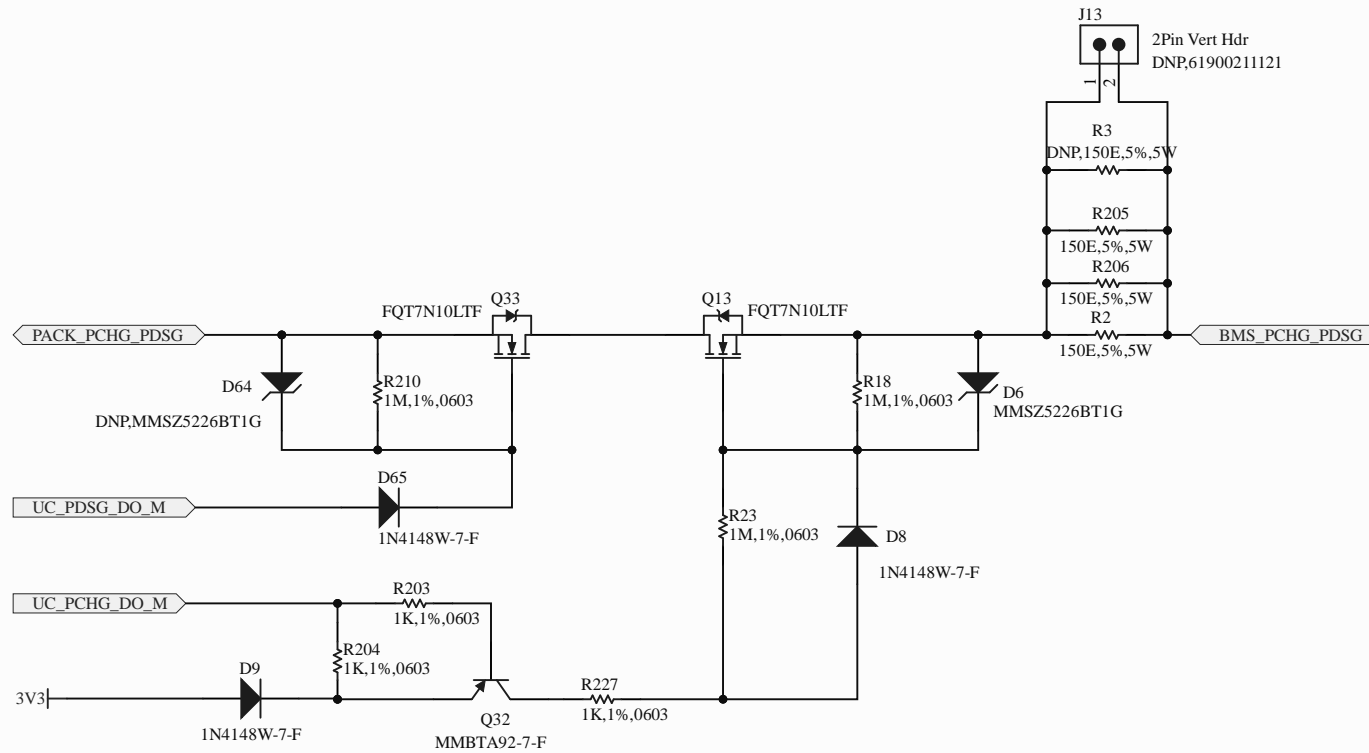 J13
2Pin Vert Hdr
DNP,61900211121
1
2
R3
DNP,150E,5%,5W
R205
150E,5%,5W
R206
150E,5%,5W
R2
150E,5%,5W
Q33
FQT7N10LTF
Q13
FQT7N10LTF
PACK_PCHG_PDSG
BMS_PCHG_PDSG
D64
DNP,MMSZ5226BT1G
R210
1M,1%,0603
R18
1M,1%,0603
D6
MMSZ5226BT1G
D65
1N4148W-7-F
UC_PDSG_DO_M
R23
1M,1%,0603
D8
1N4148W-7-F
UC_PCHG_DO_M
R203
1K,1%,0603
R204
1K,1%,0603
D9
1N4148W-7-F
3V3
Q32
MMBTA92-7-F
R227
1K,1%,0603